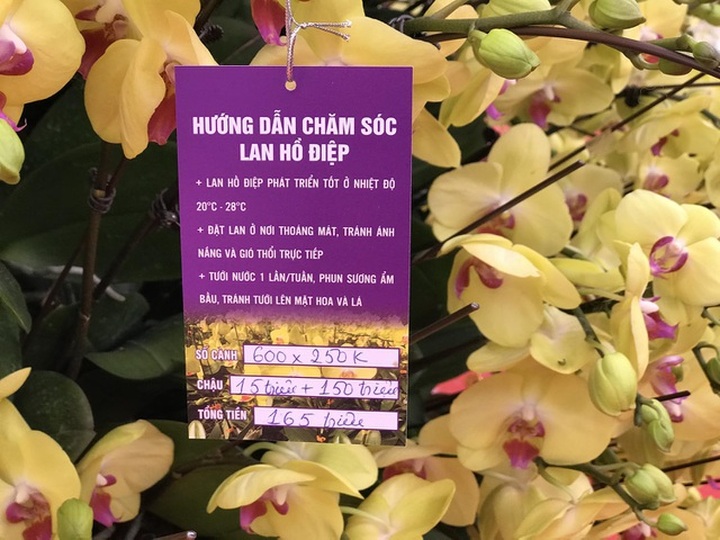 HƯỚNG DẪN CHĂM SÓC
LAN HỒ ĐIỆP
+ LAN HỒ ĐIỆP PHÁT TRIỂN TỐT Ở NHIỆT ĐỘ
20°C - 28°C
+ ĐẶT LAN Ở NƠI THOÁNG MÁT, TRÁNH ÁNH
NẮNG VÀ GIÓ THỔI TRỰC TIẾP
+ TƯỚI NƯỚC 1 LẦN/TUẦN, PHUN SƯƠNG ẨM
BẦU, TRÁNH TƯỚI LÊN MẶT HOA VÀ LÁ
SỐ CÀNH 600 x 250K
CHẬU 15 triệu + 150 triệu
TỔNG TIỀN 165 triệu